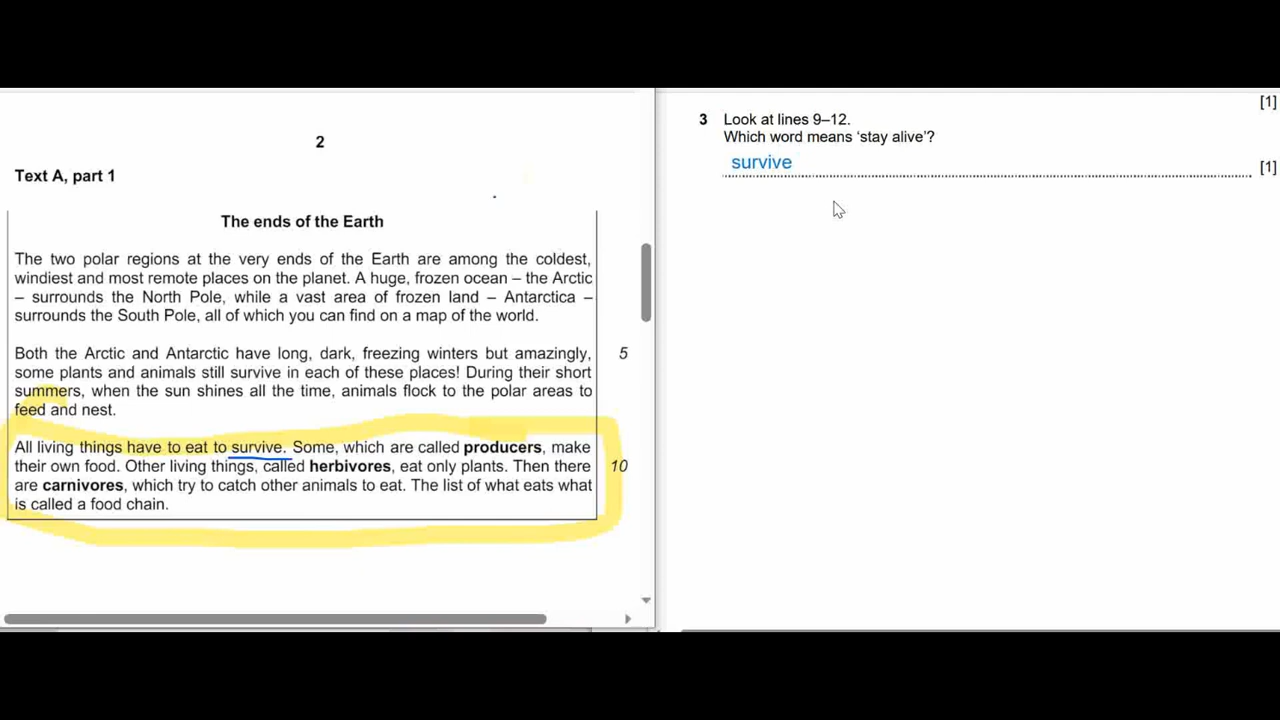 2
Text A, part 1
The ends of the Earth
The two polar regions at the very ends of the Earth are among the coldest,
windiest and most remote places on the planet. A huge, frozen ocean – the Arctic
– surrounds the North Pole, while a vast area of frozen land – Antarctica –
surrounds the South Pole, all of which you can find on a map of the world.
Both the Arctic and Antarctic have long, dark, freezing winters but amazingly, 5
some plants and animals still survive in each of these places! During their short
summers, when the sun shines all the time, animals flock to the polar areas to
feed and nest.
All living things have to eat to survive. Some, which are called producers, make
their own food. Other living things, called herbivores, eat only plants. Then there 10
are carnivores, which try to catch other animals to eat. The list of what eats what
is called a food chain.
[1]
3 Look at lines 9–12.
Which word means ‘stay alive’?
survive [1]